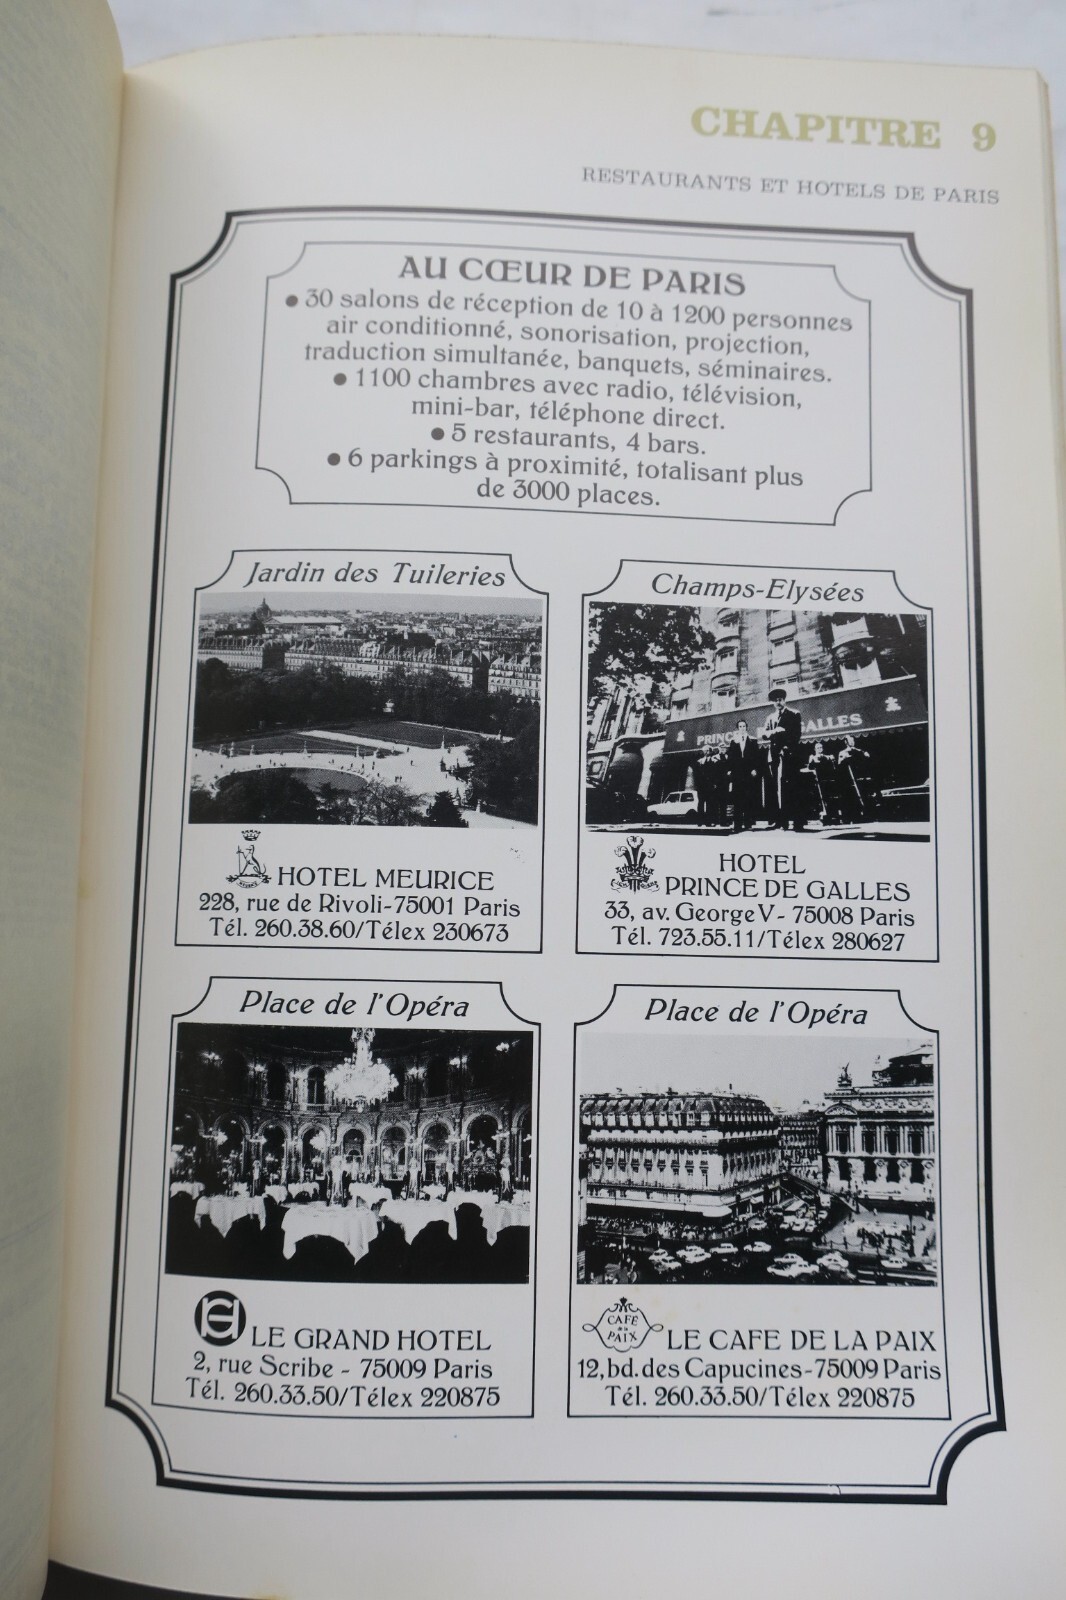 CHAPITRE 9
RESTAURANTS ET HOTELS DE PARIS
AU CŒUR DE PARIS
● 30 salons de réception de 10 à 1200 personnes
air conditionné, sonorisation, projection,
traduction simultanée, banquets, séminaires.
● 1100 chambres avec radio, télévision,
mini-bar, téléphone direct.
● 5 restaurants, 4 bars.
● 6 parkings à proximité, totalisant plus
de 3000 places.
Jardin des Tuileries
HOTEL MEURICE
228, rue de Rivoli-75001 Paris
Tél. 260.38.60/Télex 230673
Champs-Elysées
PRINCE GALLES
HOTEL
PRINCE DE GALLES
33, av. George V - 75008 Paris
Tél. 723.55.11/Télex 280627
Place de l'Opéra
LE GRAND HOTEL
2, rue Scribe - 75009 Paris
Tél. 260.33.50/Télex 220875
Place de l'Opéra
CAFÉ
de la
PAIX
LE CAFE DE LA PAIX
12, bd. des Capucines-75009 Paris
Tél. 260.33.50/Télex 220875